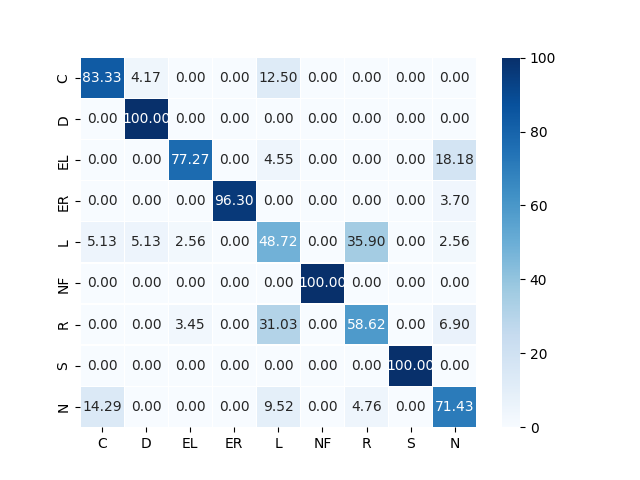 C 83.33 4.17 0.00 0.00 12.50 0.00 0.00 0.00 0.00
D 0.00 100.00 0.00 0.00 0.00 0.00 0.00 0.00 0.00
EL 0.00 0.00 77.27 0.00 4.55 0.00 0.00 0.00 18.18
ER 0.00 0.00 0.00 96.30 0.00 0.00 0.00 0.00 3.70
L 5.13 5.13 2.56 0.00 48.72 0.00 35.90 0.00 2.56
NF 0.00 0.00 0.00 0.00 0.00 100.00 0.00 0.00 0.00
R 0.00 0.00 3.45 0.00 31.03 0.00 58.62 0.00 6.90
S 0.00 0.00 0.00 0.00 0.00 0.00 0.00 100.00 0.00
N 14.29 0.00 0.00 0.00 9.52 0.00 4.76 0.00 71.43
C D EL ER L NF R S N
100
80
60
40
20
0